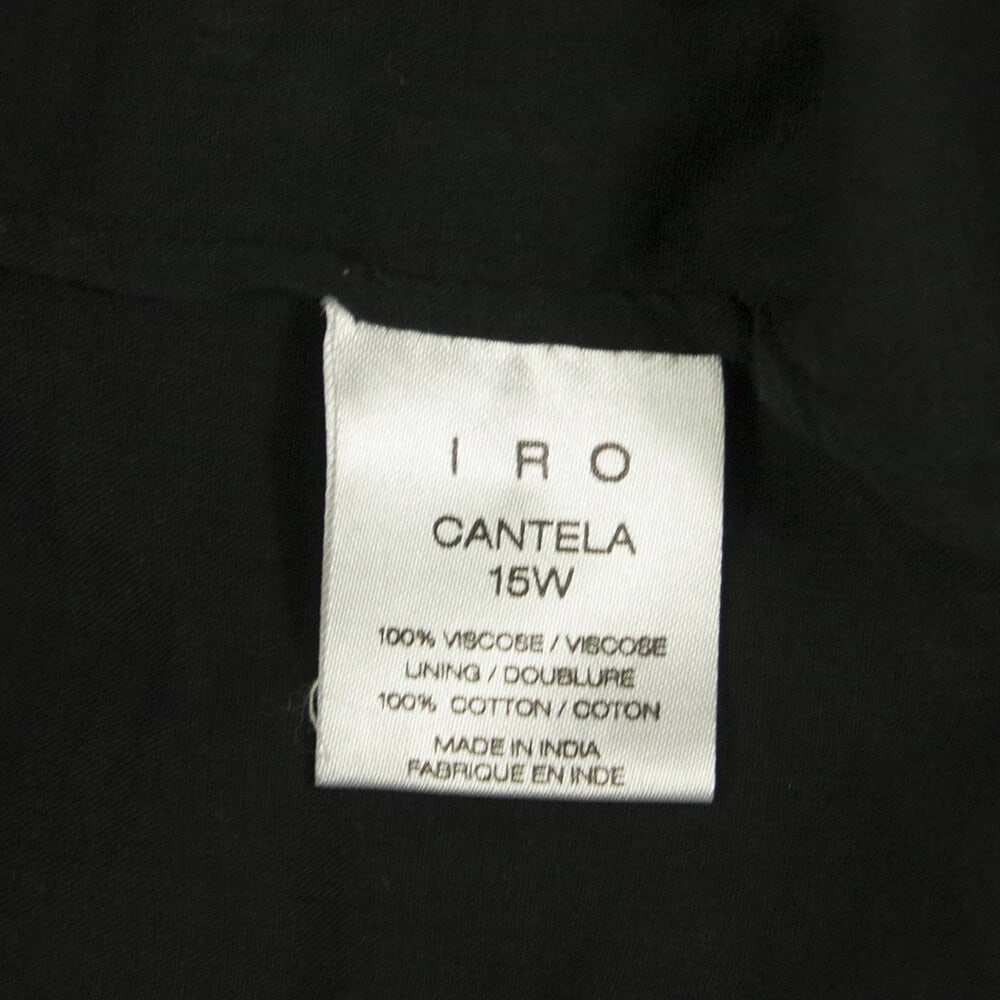 I R O
CANTELA
15W
100% VISCOSE / VISCOSE
LINING / DOUBLURE
100% COTTON / COTON
MADE IN INDIA
FABRIQUE EN INDE